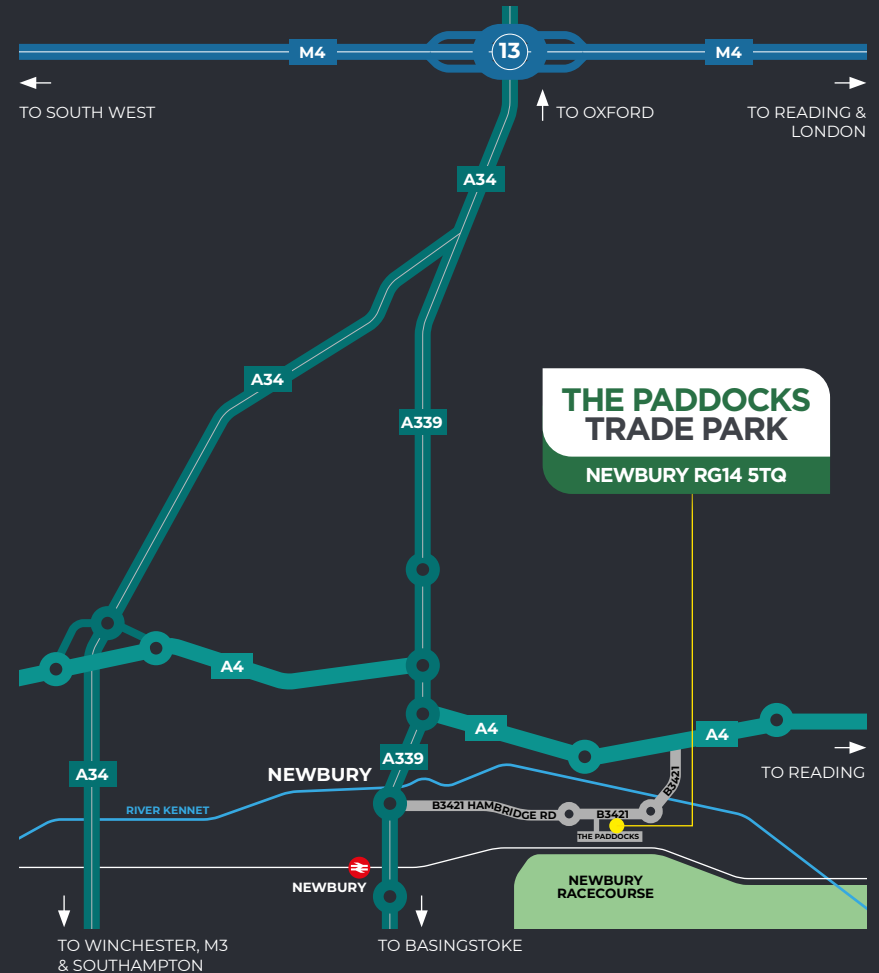 M4
13
M4
TO SOUTH WEST
TO OXFORD
TO READING &
LONDON
A34
A34
A339
THE PADDOCKS
TRADE PARK
NEWBURY RG14 5TQ
A4
A4
A4
A339
NEWBURY
A34
TO READING
B3421
RIVER KENNET
B3421 HAMBRIDGE RD
B3421
THE PADDOCKS
NEWBURY
NEWBURY
RACECOURSE
TO WINCHESTER, M3
& SOUTHAMPTON
TO BASINGSTOKE